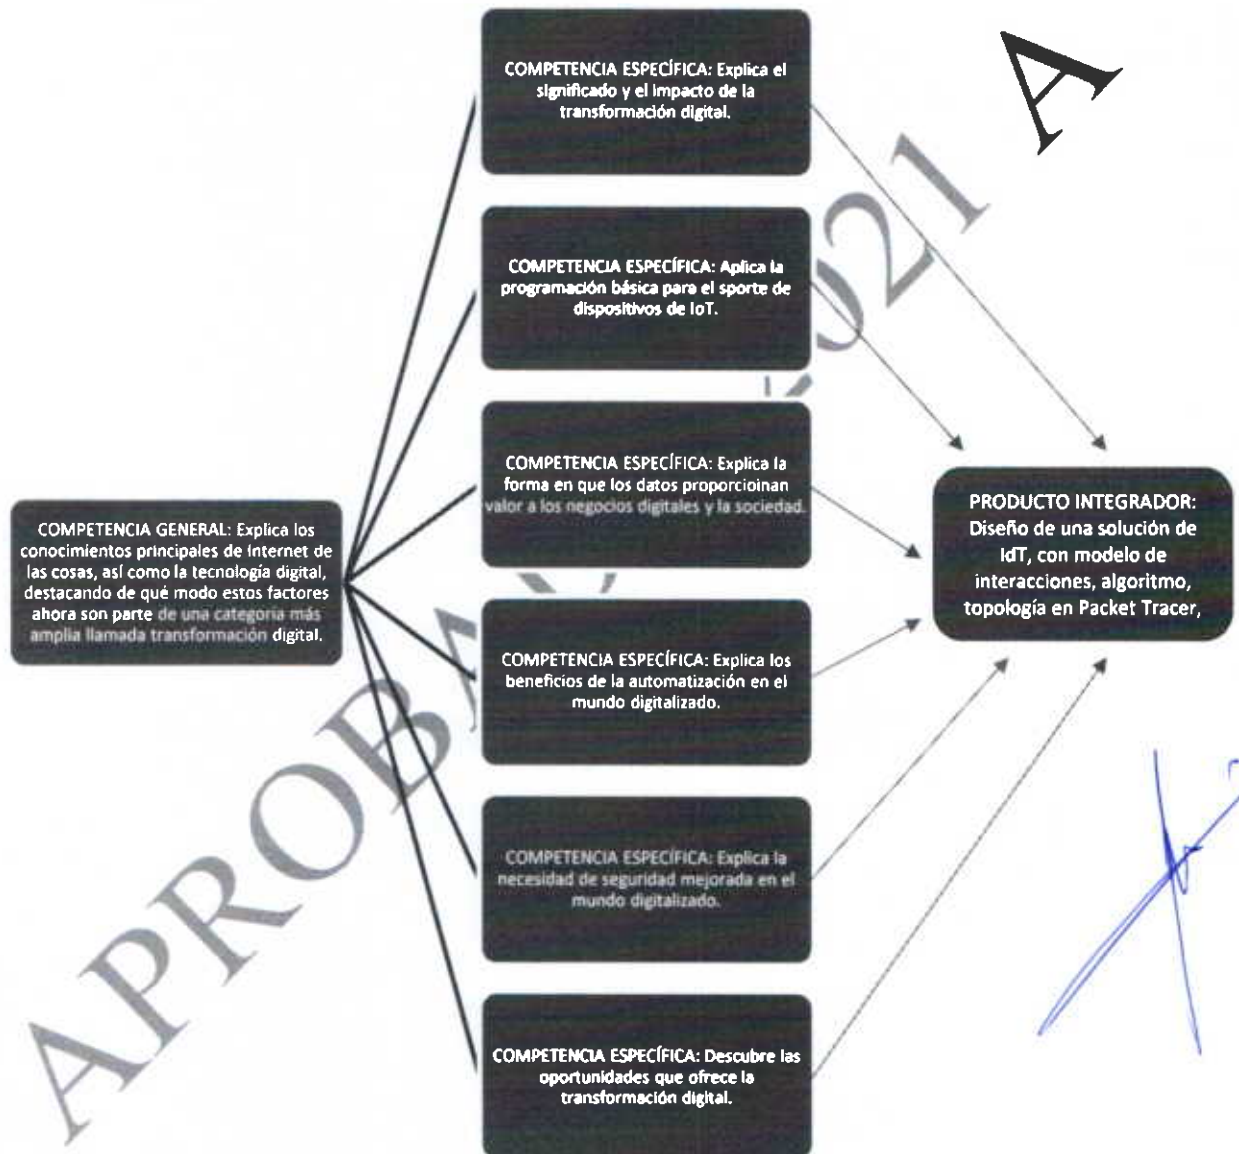 COMPETENCIA ESPECÍFICA: Explica el
significado y el impacto de la
transformación digital.
COMPETENCIA ESPECÍFICA: Aplica la
programación básica para el sporte de
dispositivos de IoT.
COMPETENCIA ESPECÍFICA: Explica la
forma en que los datos proporcioinan
valor a los negocios digitales y la sociedad.
COMPETENCIA GENERAL: Explica los
conocimientos principales de Internet de
las cosas, así como la tecnología digital,
destacando de qué modo estos factores
ahora son parte de una categoría más
amplia llamada transformación digital.
PRODUCTO INTEGRADOR:
Diseño de una solución de
IdT, con modelo de
interacciones, algoritmo,
topología en Packet Tracer,
COMPETENCIA ESPECÍFICA: Explica los
beneficios de la automatización en el
mundo digitalizado.
COMPETENCIA ESPECÍFICA: Explica la
necesidad de seguridad mejorada en el
mundo digitalizado.
COMPETENCIA ESPECÍFICA: Descubre las
oportunidades que ofrece la
transformación digital.
021 A